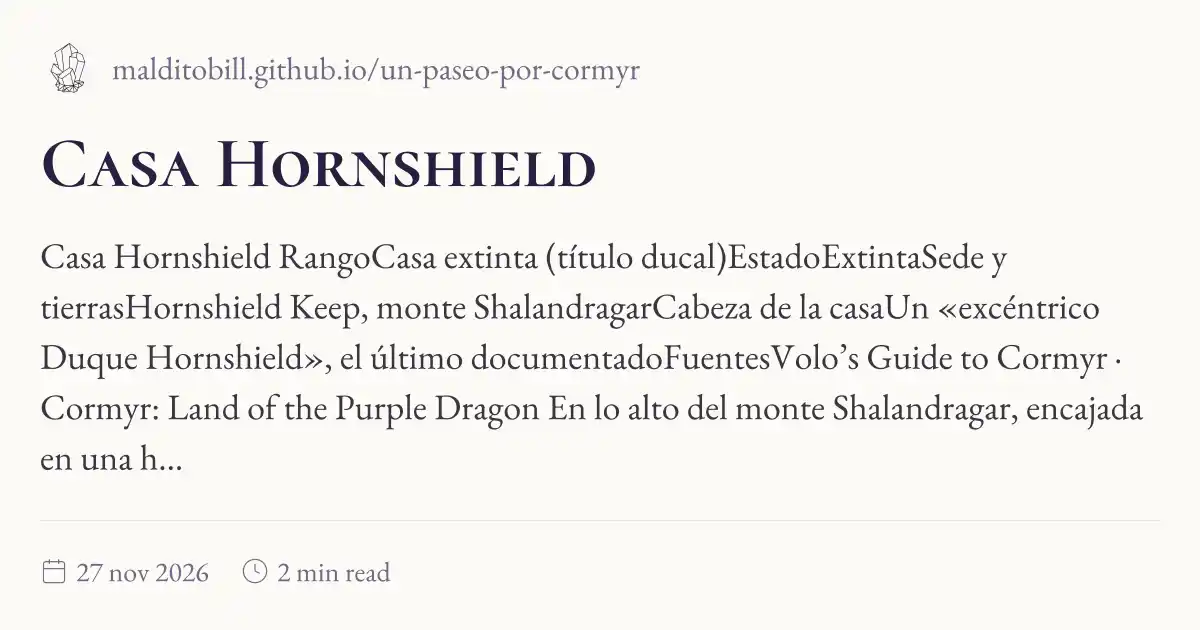 malditobill.github.io/un-paseo-por-cormyr
Casa Hornshield
Casa Hornshield RangoCasa extinta (título ducal)EstadoExtintaSede y
tierrasHornshield Keep, monte ShalandragarCabeza de la casaUn «excéntrico
Duque Hornshield», el último documentadoFuentesVolo’s Guide to Cormyr ·
Cormyr: Land of the Purple Dragon En lo alto del monte Shalandragar, encajada
en una h...
27 nov 2026
2 min read